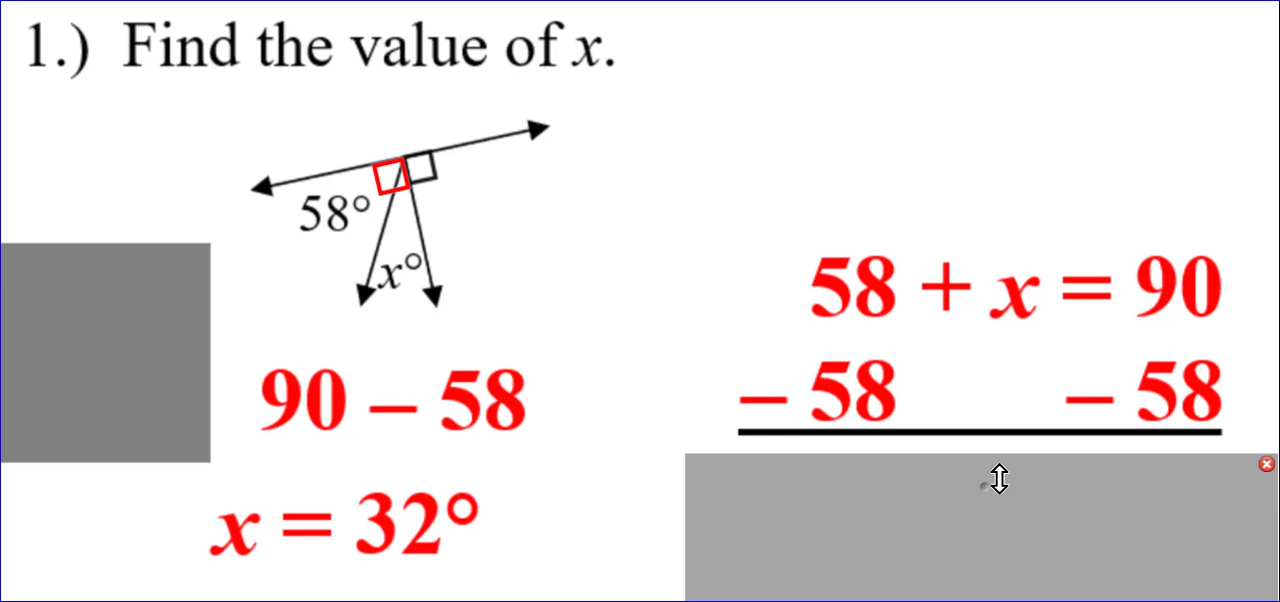 1.) Find the value of x.
58°
x°
90 – 58
x = 32°
58 + x = 90
– 58 – 58